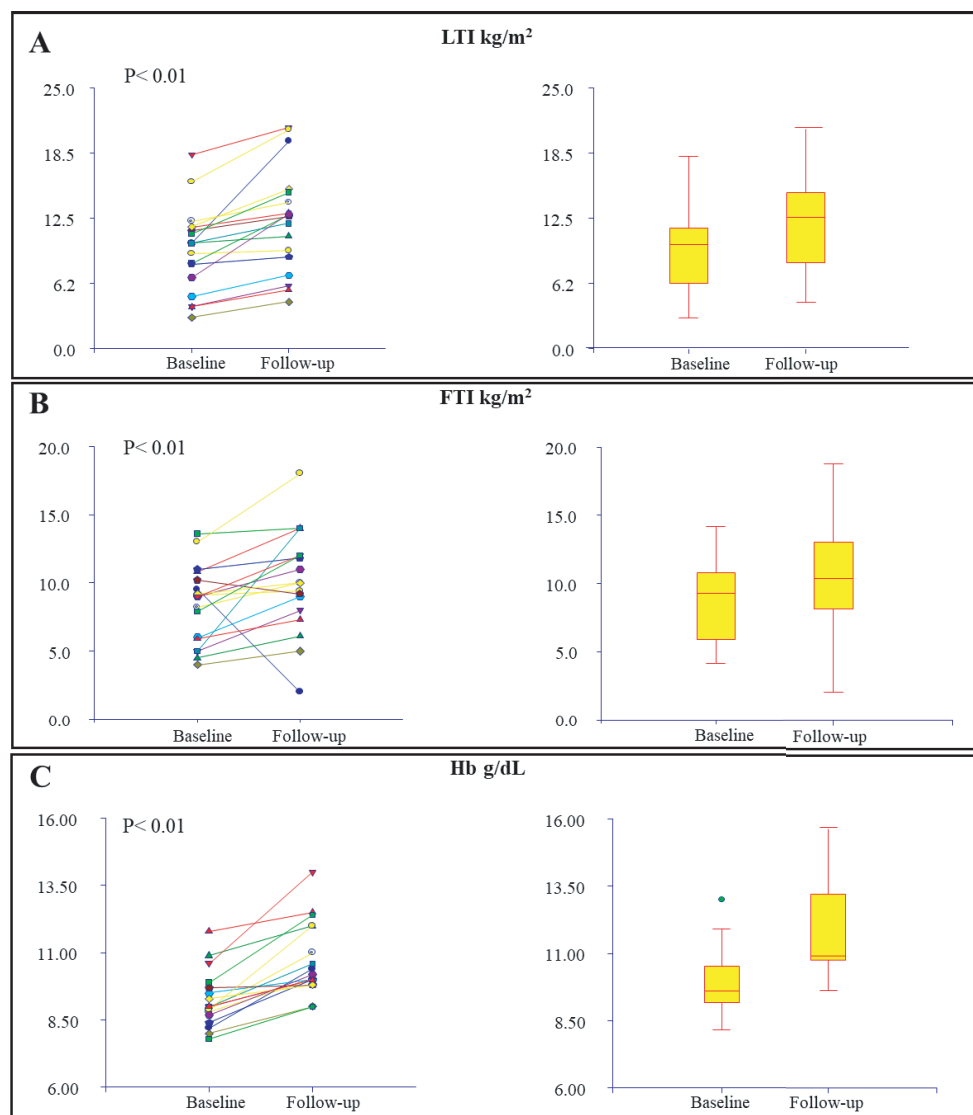 A
LTI kg/m²
P< 0.01
25.0
18.5
12.5
6.2
0.0
Baseline Follow-up
25.0
18.5
12.5
6.2
0.0
Baseline Follow-up
B
FTI kg/m²
P< 0.01
20.0
15.0
10.0
5.0
0.0
Baseline Follow-up
20.0
15.0
10.0
5.0
0.0
Baseline Follow-up
C
Hb g/dL
P< 0.01
16.00
13.50
11.00
8.50
6.00
Baseline Follow-up
16.00
13.50
11.00
8.50
6.00
Baseline Follow-up